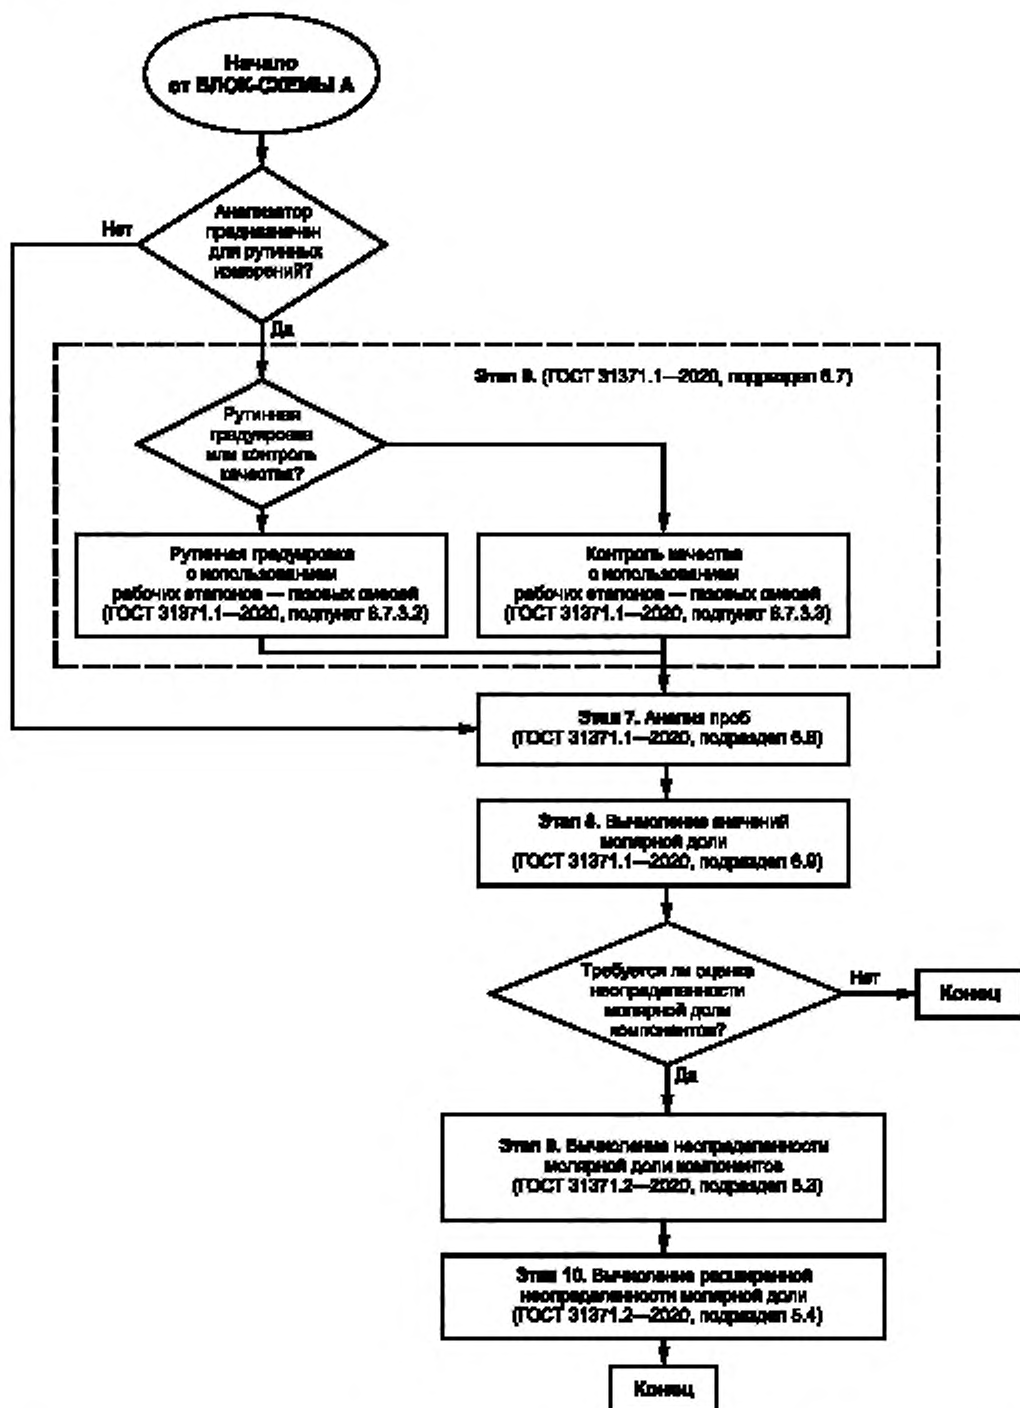 Начало
от БЛОК-СХЕМЫ А
Анализатор
предназначен
для рутинных
измерений?
Нет
Да
Этап 6. (ГОСТ 31371.1—2020, подраздел 6.7)
Рутинная
градуировка
или контроль
качества?
Рутинная градуировка
с использованием
рабочих эталонов — газовых смесей
(ГОСТ 31371.1—2020, подпункт 6.7.3.2)
Контроль качества
с использованием
рабочих эталонов — газовых смесей
(ГОСТ 31371.1—2020, подпункт 6.7.3.3)
Этап 7. Анализ проб
(ГОСТ 31371.1—2020, подраздел 6.8)
Этап 8. Вычисление значений
молярной доли
(ГОСТ 31371.1—2020, подраздел 6.9)
Требуется ли оценка
неопределенности
молярной доли
компонентов?
Нет
Конец
Да
Этап 9. Вычисление неопределенности
молярной доли компонентов
(ГОСТ 31371.2—2020, подраздел 5.3)
Этап 10. Вычисление расширенной
неопределенности молярной доли
(ГОСТ 31371.2—2020, подраздел 5.4)
Конец